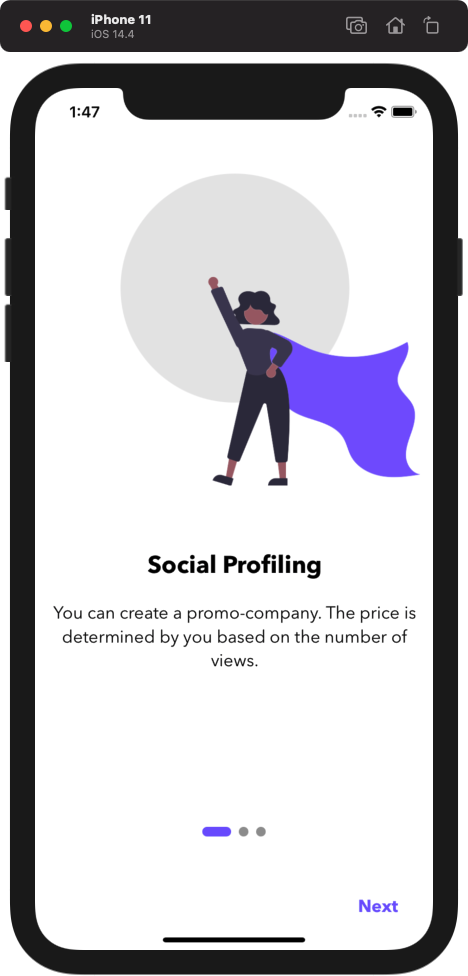 iPhone 11
iOS 14.4
1:47
Social Profiling
You can create a promo-company. The price is
determined by you based on the number of
views.
Next